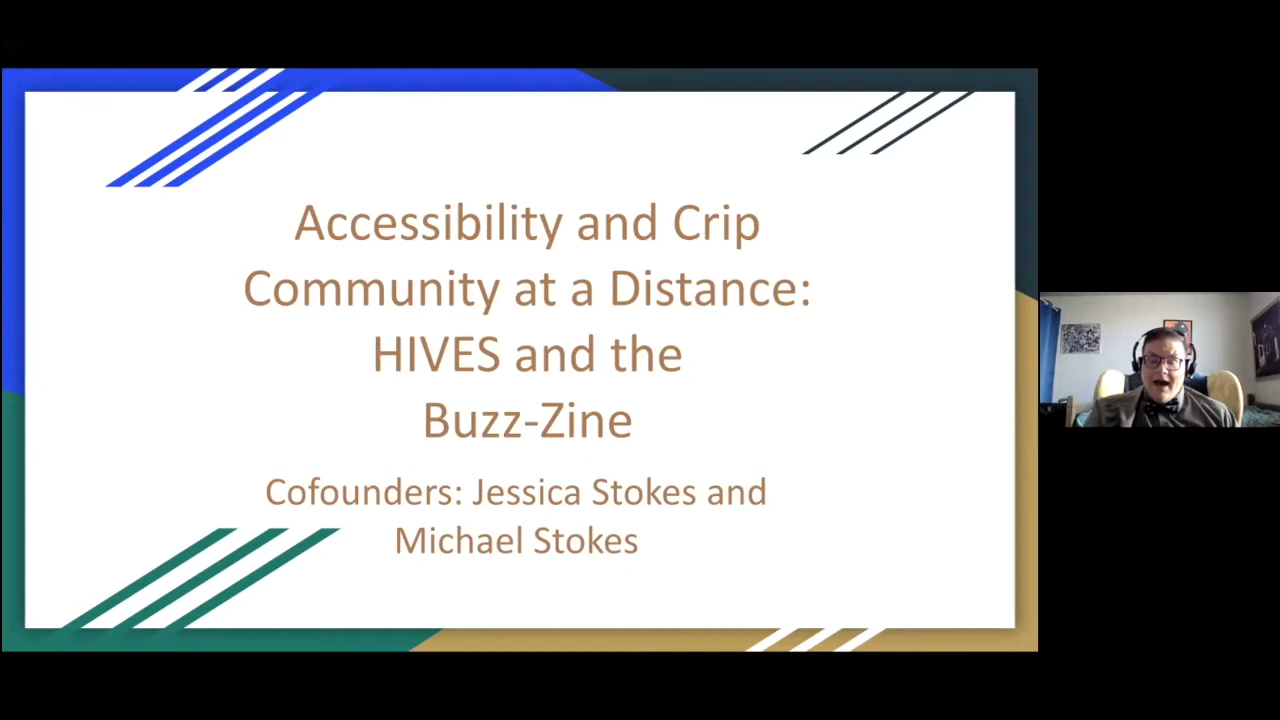 Accessibility and Crip
Community at a Distance:
HIVES and the
Buzz-Zine
Cofounders: Jessica Stokes and
Michael Stokes